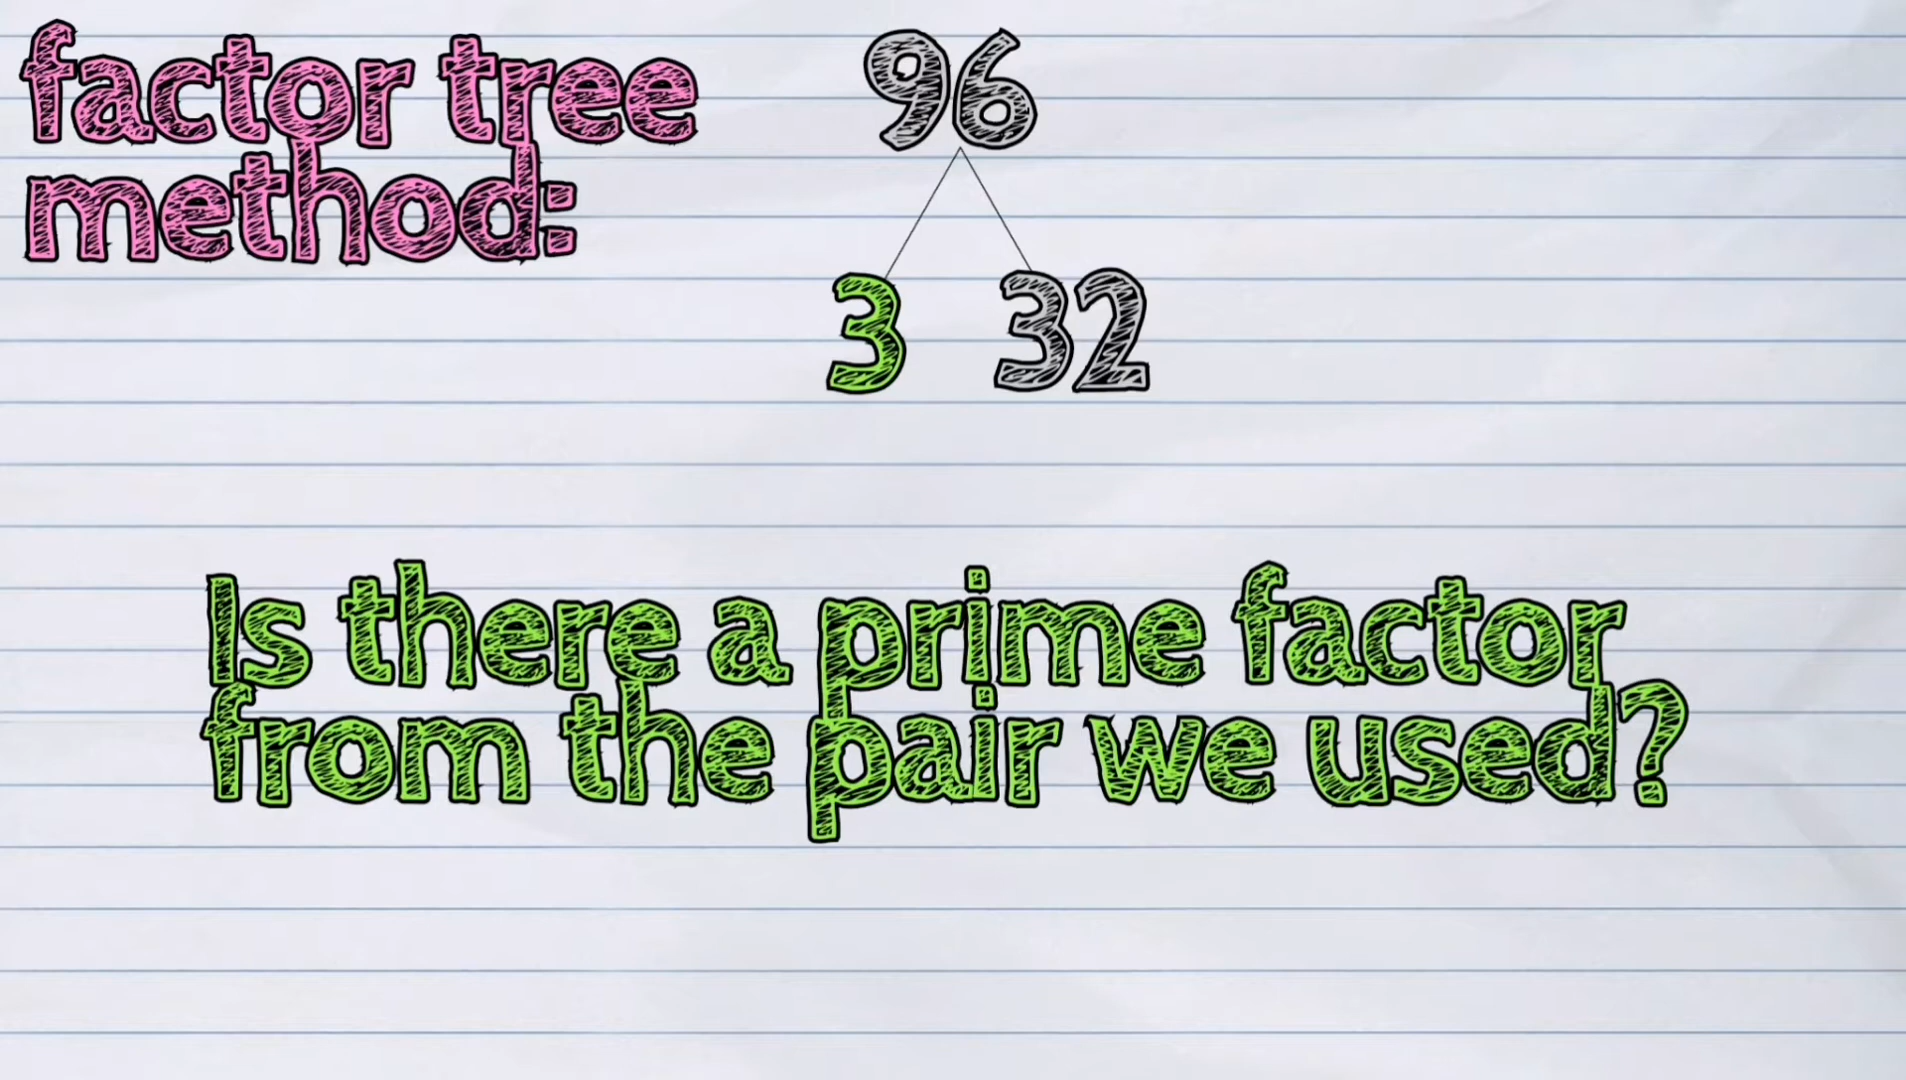 factor tree
method:
96
3 32
Is there a prime factor
from the pair we used?